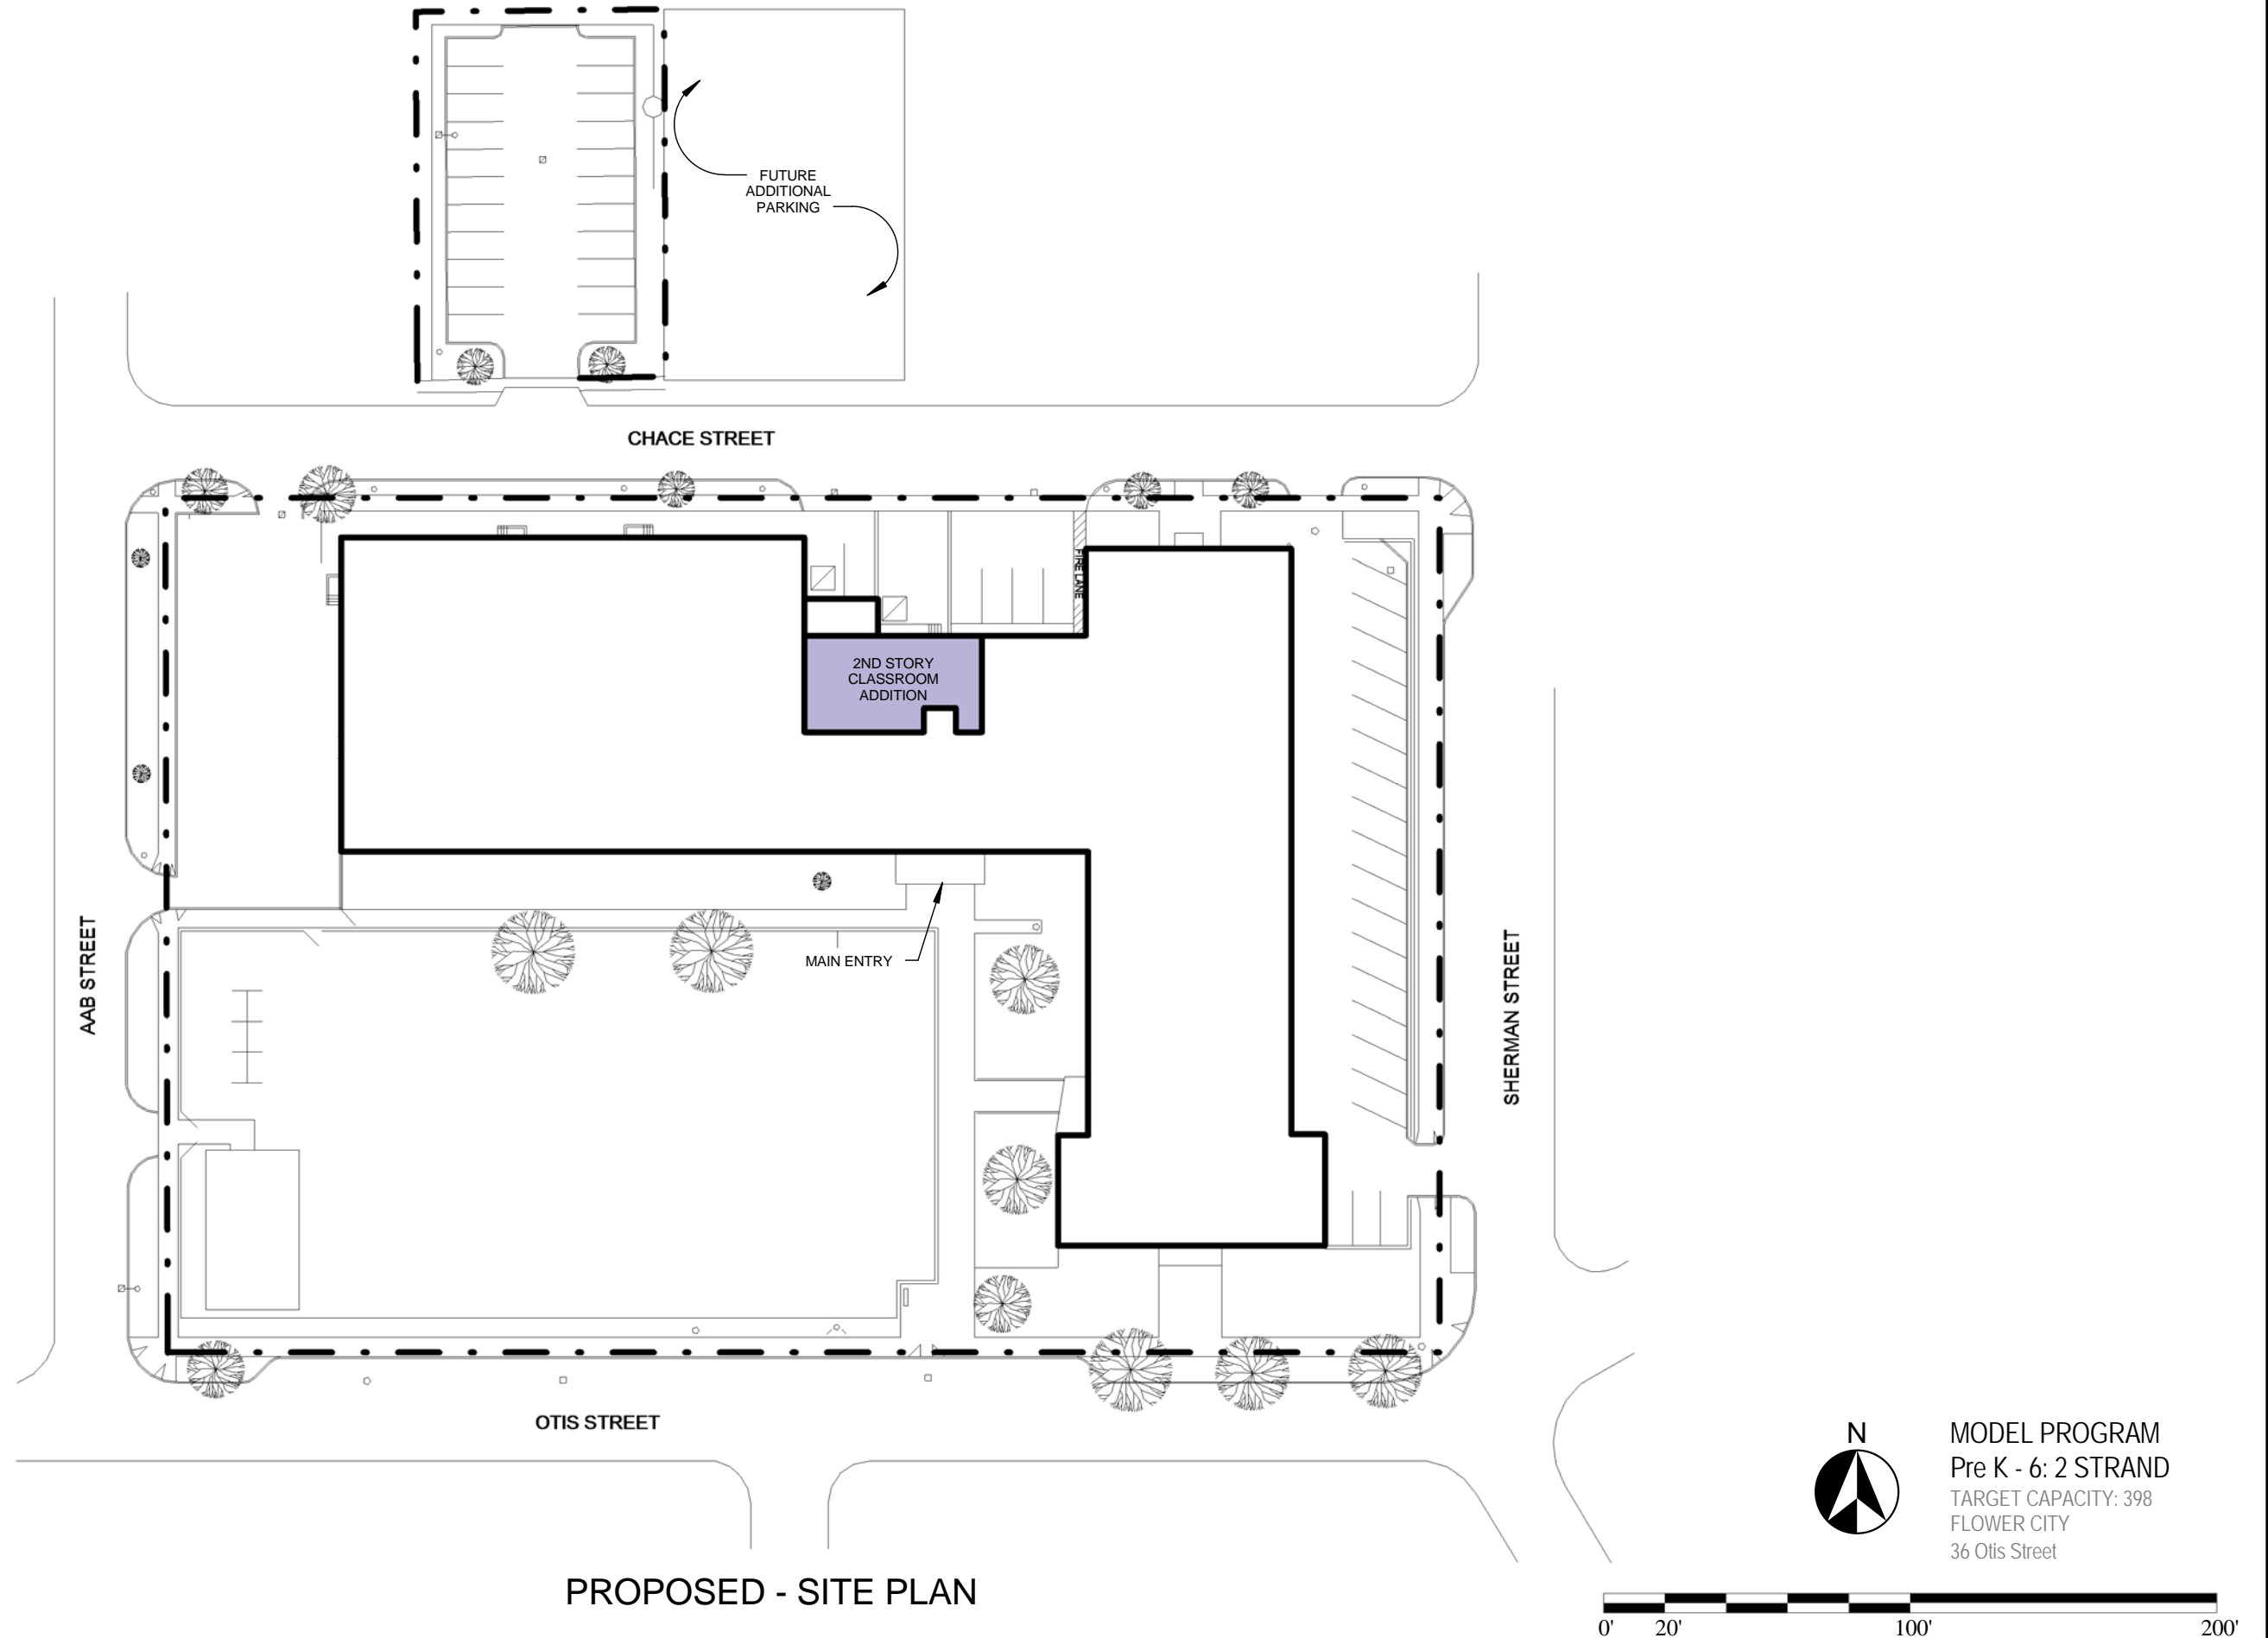 FUTURE
ADDITIONAL
PARKING
CHACE STREET
FIRE LANE
2ND STORY
CLASSROOM
ADDITION
MAIN ENTRY
AAB STREET
SHERMAN STREET
OTIS STREET
N
MODEL PROGRAM
Pre K - 6: 2 STRAND
TARGET CAPACITY: 398
FLOWER CITY
36 Otis Street
PROPOSED - SITE PLAN
0' 20' 100' 200'